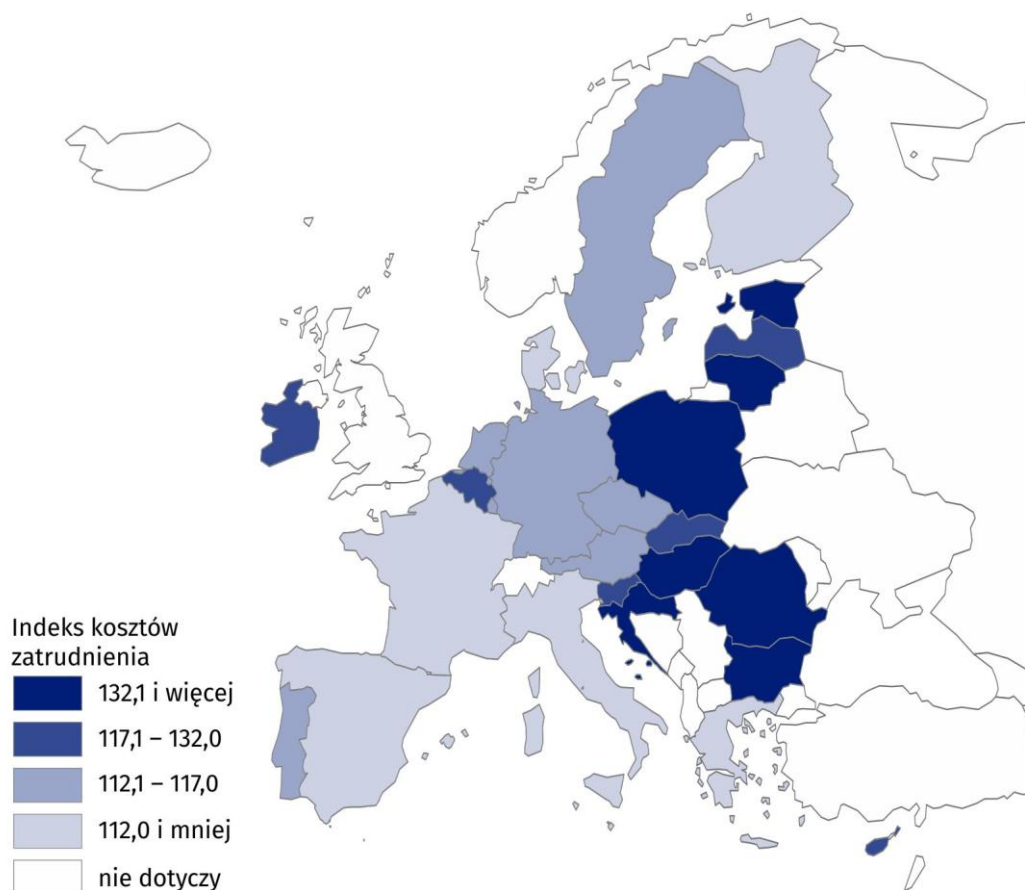 Indeks kosztów
zatrudnienia
132,1 i więcej
117,1 – 132,0
112,1 – 117,0
112,0 i mniej
nie dotyczy